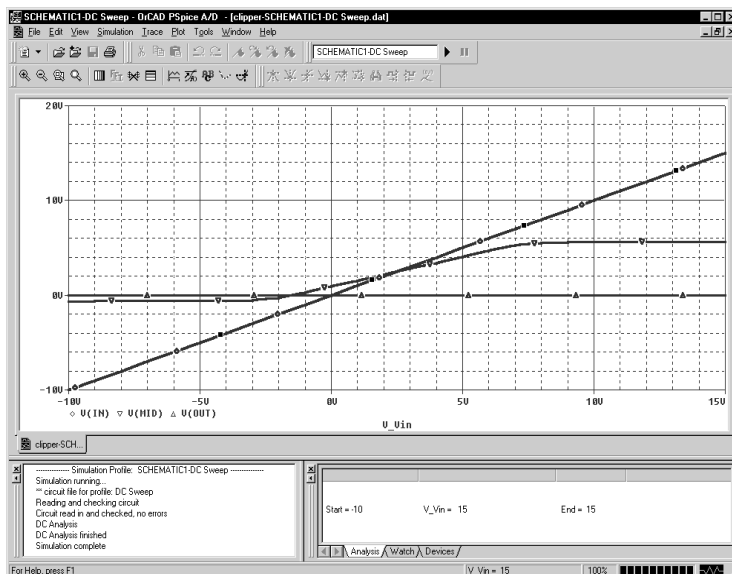 SCHEMATIC1-DC Sweep - OrCAD PSpice A/D - [clipper-SCHEMATIC1-DC Sweep.dat]
File Edit View Simulation Trace Plot Tools Window Help
SCHEMATIC1-DC Sweep
20V
10V
0V
-10V
-10V -5V 0V 5V 10V 15V
V(IN) V(MID) V(OUT)
V_Vin
clipper-SCH...
-------------- Simulation Profile: SCHEMATIC1-DC Sweep --------------
Simulation running...
** circuit file for profile: DC Sweep
Reading and checking circuit
Circuit read in and checked, no errors
DC Analysis
DC Analysis finished
Simulation complete
Start = -10 V_Vin = 15 End = 15
Analysis Watch Devices
For Help, press F1 V_Vin = 15 100%